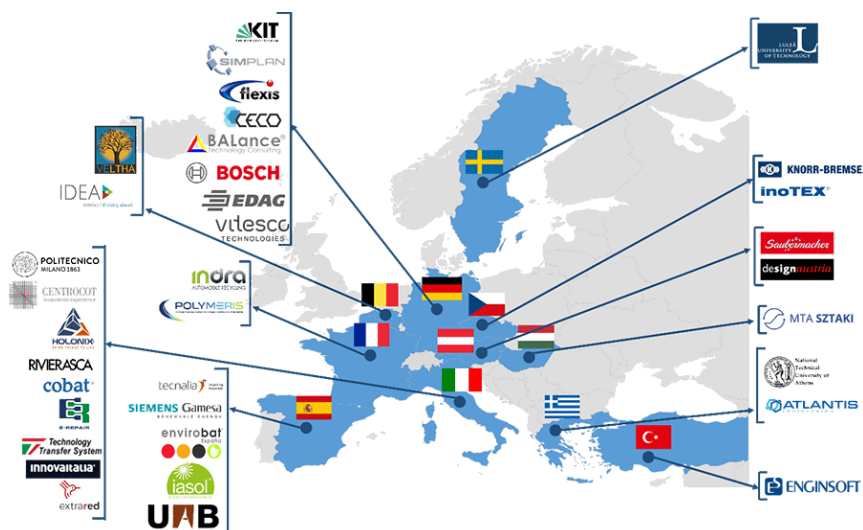 KIT
SIMPLAN
flexis
CECO
BALance®
Technology Consulting
BOSCH
EDAG
vitesco
TECHNOLOGIES
LULEÅ
UNIVERSITY
OF TECHNOLOGY
VELTHA
IDEA
KNORR-BREMSE
inoTEX®
Saubermacher
designaustria
indra
AUTOMOBILE RECYCLING
POLYMERIS
POLITECNICO
MILANO 1863
CENTROCOT
innovation experience
HOLONIX
RIVIERASCA
cobat®
E-REPAIR
Technology
Transfer System
INNOVAITALIA
extrared
tecnalia
SIEMENS Gamesa
RENEWABLE ENERGY
envirobat
España
iasol
UAB
MTA SZTAKI
National
Technical
University of
Athens
ATLANTIS
ENGINSOFT